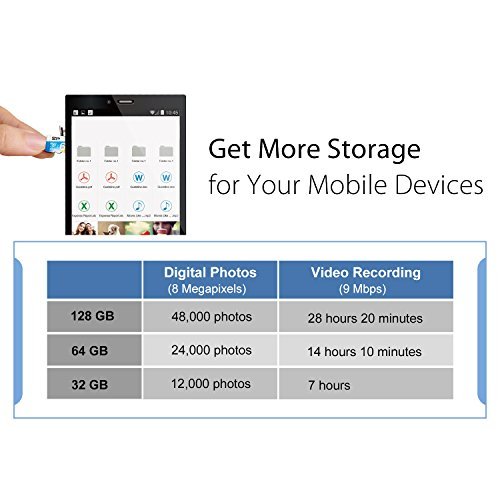 10:45
Get More Storage
for Your Mobile Devices
Digital Photos
(8 Megapixels)
Video Recording
(9 Mbps)
128 GB
48,000 photos
28 hours 20 minutes
64 GB
24,000 photos
14 hours 10 minutes
32 GB
12,000 photos
7 hours